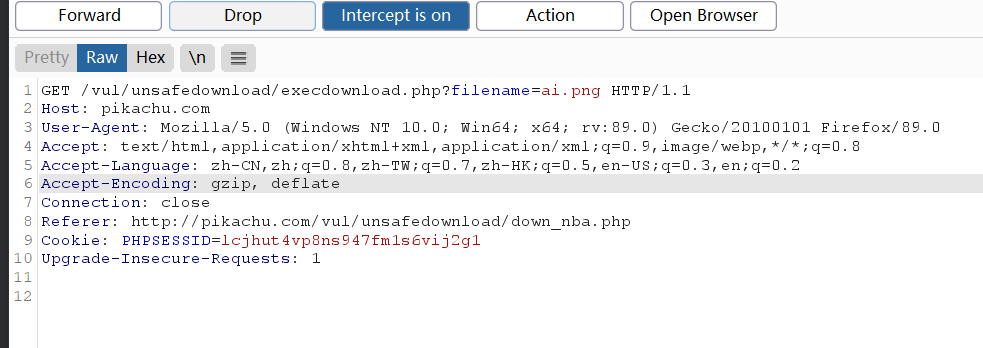 Forward Drop Intercept is on Action Open Browser
Pretty Raw Hex \n
1 GET /vul/unsafedownload/execdownload.php?filename=ai.png HTTP/1.1
2 Host: pikachu.com
3 User-Agent: Mozilla/5.0 (Windows NT 10.0; Win64; x64; rv:89.0) Gecko/20100101 Firefox/89.0
4 Accept: text/html,application/xhtml+xml,application/xml;q=0.9,image/webp,*/*;q=0.8
5 Accept-Language: zh-CN,zh;q=0.8,zh-TW;q=0.7,zh-HK;q=0.5,en-US;q=0.3,en;q=0.2
6 Accept-Encoding: gzip, deflate
7 Connection: close
8 Referer: http://pikachu.com/vul/unsafedownload/down_nba.php
9 Cookie: PHPSESSID=lcjhut4vp8ns947fm1s6vij2g1
10 Upgrade-Insecure-Requests: 1
11
12